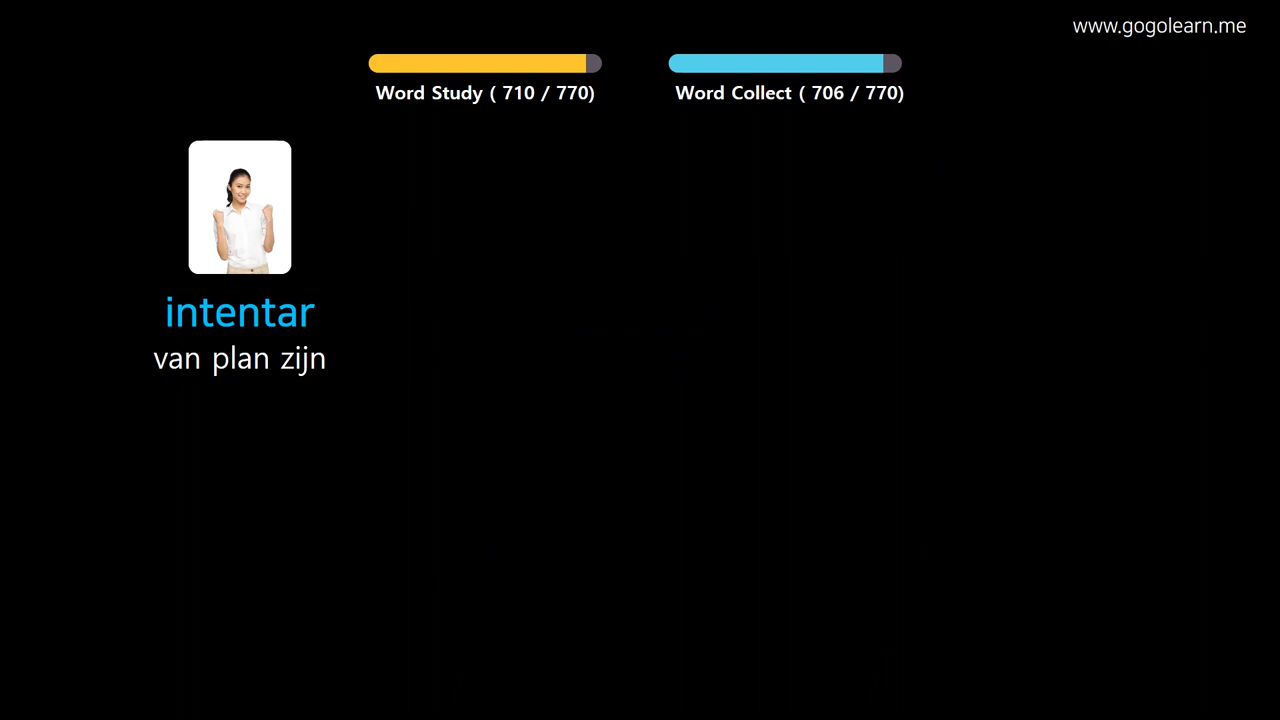 www.gogolearn.me
Word Study ( 710 / 770)
Word Collect ( 706 / 770)
intentar
van plan zijn